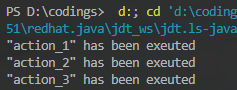 PS D:\codings>  d:; cd 'd:\coding
51\redhat.java\jdt_ws\jdt.ls-java
"action_1" has been exeuted
"action_2" has been exeuted
"action_3" has been exeuted